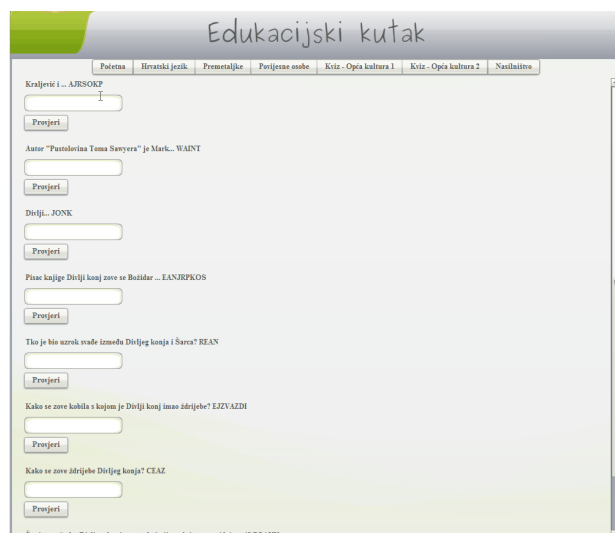 Edukacijski kutak
Početna Hrvatski jezik Premetaljke Povijesne osobe Kviz - Opća kultura 1 Kviz - Opća kultura 2 Nasilništvo
Kraljević i ... AJRSOKP
Provjeri
Autor "Pustolovina Toma Sawyera" je Mark... WAINT
Provjeri
Divlji... JONK
Provjeri
Pisac knjige Divlji konj zove se Božidar ... EANJRPKOS
Provjeri
Tko je bio uzrok svađe između Divljeg konja i Šarca? REAN
Provjeri
Kako se zove kobila s kojom je Divlji konj imao ždrijebe? EJZVAZDI
Provjeri
Kako se zove ždrijebe Divljeg konja? CEAZ
Provjeri